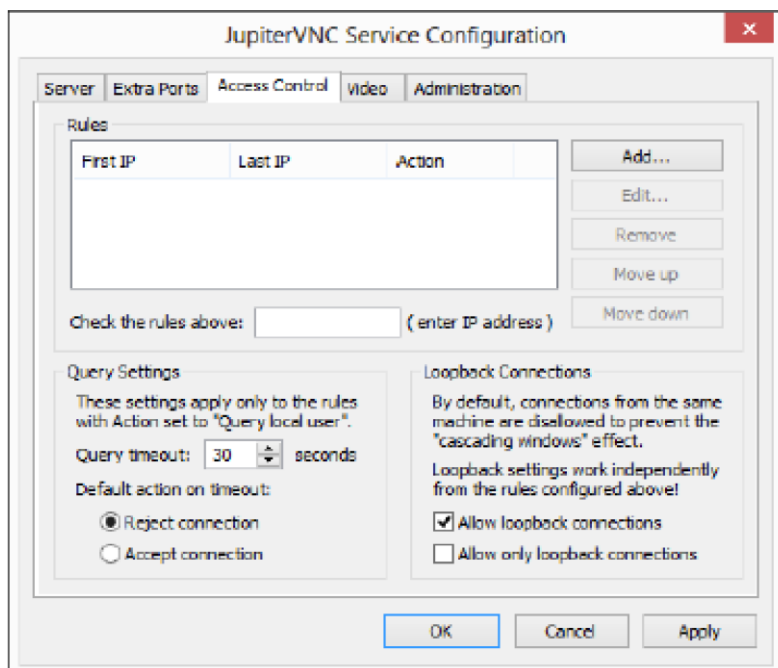 JupiterVNC Service Configuration
Server Extra Ports Access Control Video Administration
Rules
First IP Last IP Action
Add...
Edit...
Remove
Move up
Move down
Check the rules above: ( enter IP address )
Query Settings
These settings apply only to the rules
with Action set to "Query local user".
Query timeout: 30 seconds
Default action on timeout:
Reject connection
Accept connection
Loopback Connections
By default, connections from the same
machine are disallowed to prevent the
"cascading windows" effect.
Loopback settings work independently
from the rules configured above!
Allow loopback connections
Allow only loopback connections
OK Cancel Apply